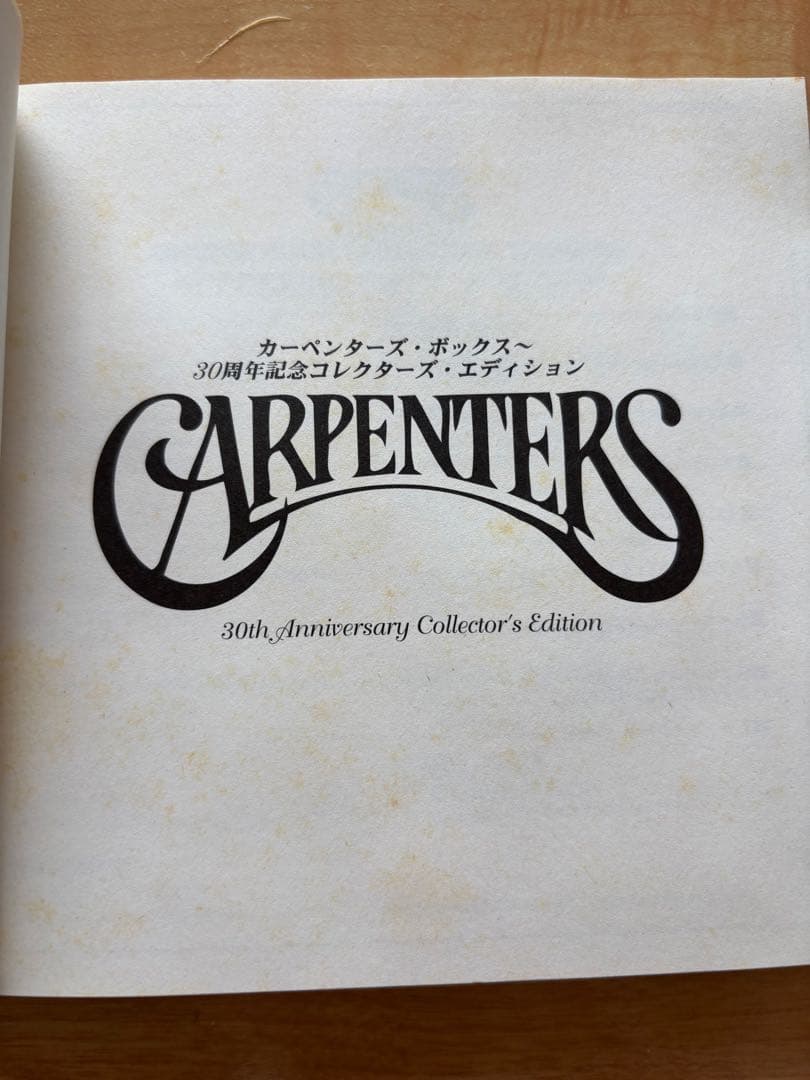 カーペンターズ・ボックス〜
30周年記念コレクターズ・エディション
CARPENTERS
30th Anniversary Collector's Edition